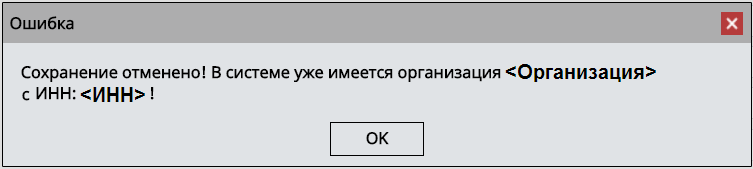 Ошибка
Сохранение отменено! В системе уже имеется организация <Организация>
с ИНН: <ИНН> !
OK